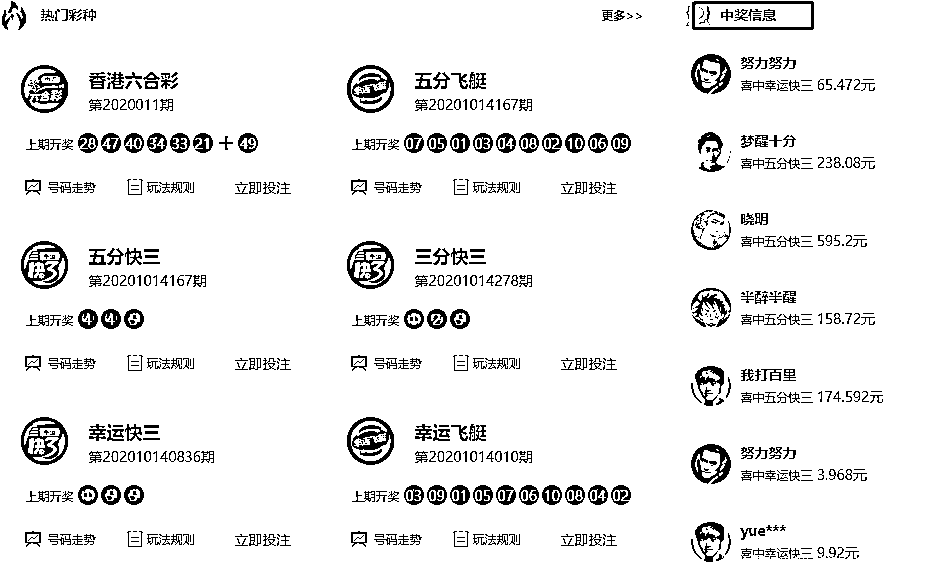 热门彩种
更多>>
香港六合彩
第2020011期
上期开奖 28 47 40 34 33 21 + 49
号码走势 玩法规则 立即投注
五分飞艇
第20201014167期
上期开奖 07 05 01 03 04 08 02 10 06 09
号码走势 玩法规则 立即投注
五分快三
第20201014167期
上期开奖
号码走势 玩法规则 立即投注
三分快三
第20201014278期
上期开奖
号码走势 玩法规则 立即投注
幸运快三
第202010140836期
上期开奖
号码走势 玩法规则 立即投注
幸运飞艇
第20201014010期
上期开奖 03 09 01 05 07 06 10 08 04 02
号码走势 玩法规则 立即投注
中奖信息
努力努力
喜中幸运快三 65.472元
梦醒十分
喜中五分快三 238.08元
晓明
喜中五分快三 595.2元
半醉半醒
喜中五分快三 158.72元
我打百里
喜中五分快三 174.592元
努力努力
喜中幸运快三 3.968元
yue***
喜中幸运快三 9.92元